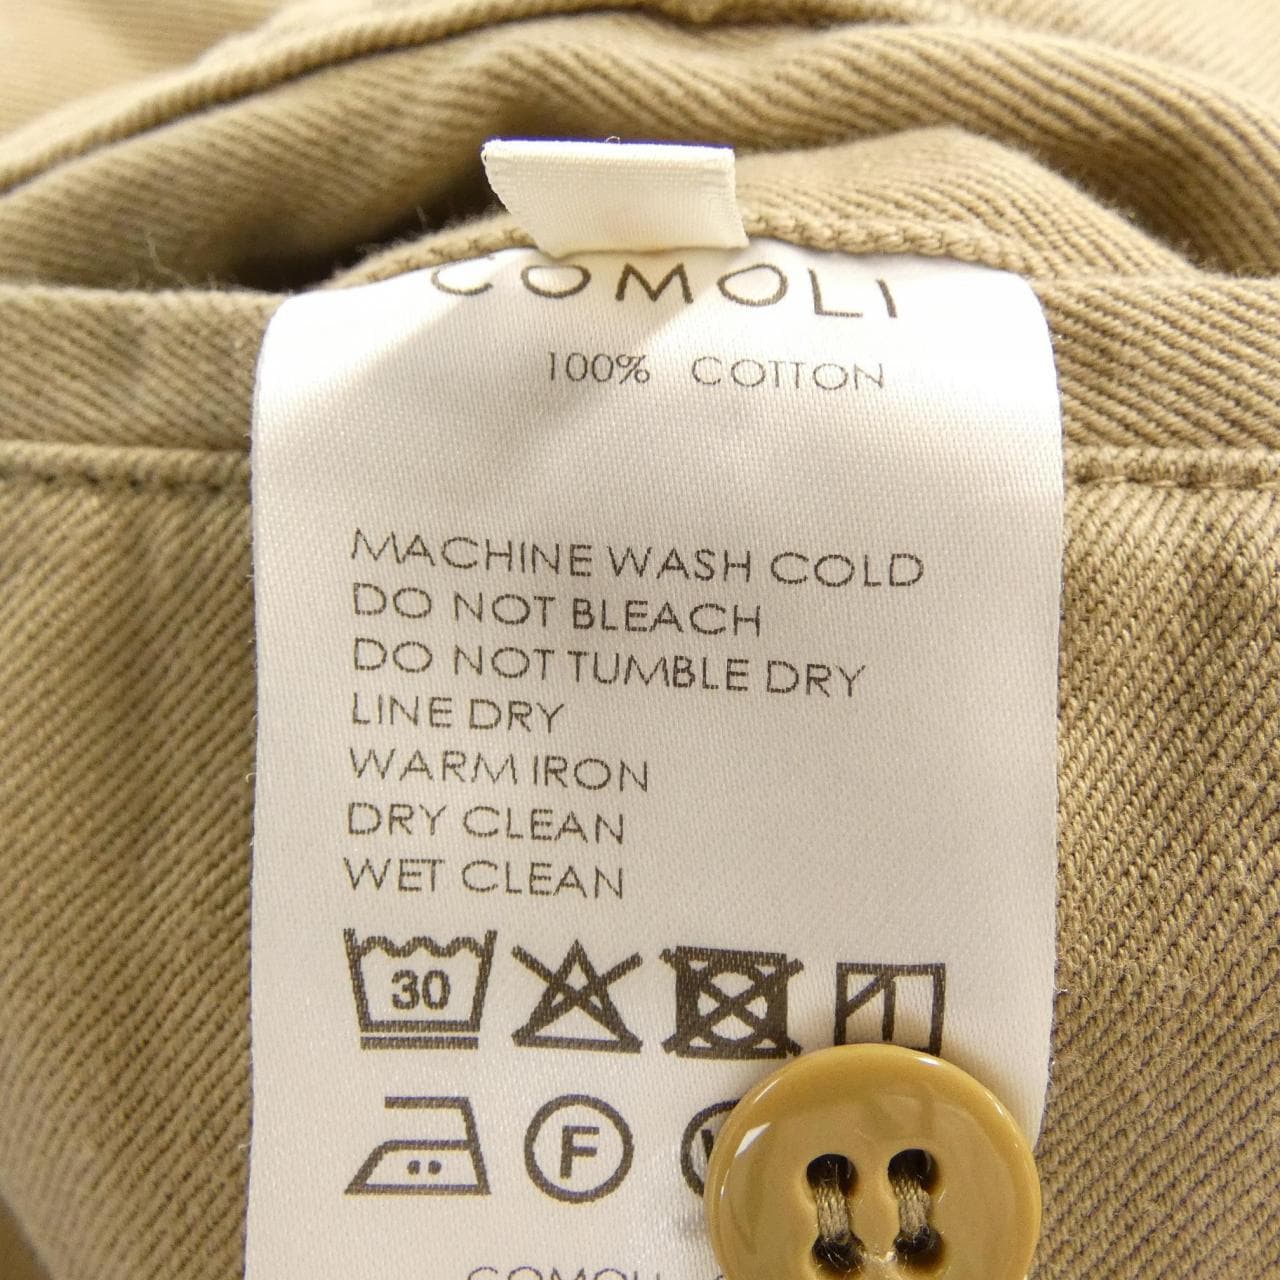 COMOLI
100% COTTON
MACHINE WASH COLD
DO NOT BLEACH
DO NOT TUMBLE DRY
LINE DRY
WARM IRON
DRY CLEAN
WET CLEAN
30
F
COMOLI